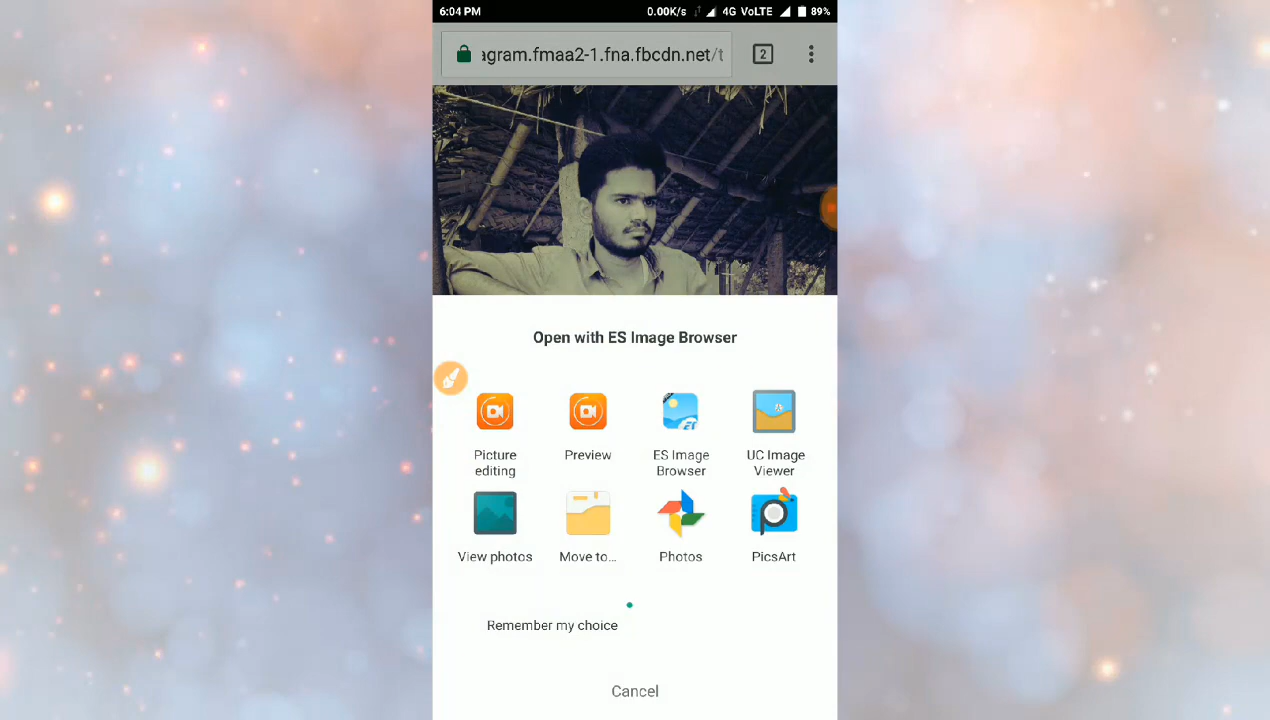 6:04 PM 0.00K/s 4G VoLTE 89%
agram.fmaa2-1.fna.fbcdn.net/t 2
Open with ES Image Browser
Picture editing
Preview
ES Image Browser
UC Image Viewer
View photos
Move to...
Photos
PicsArt
Remember my choice
Cancel